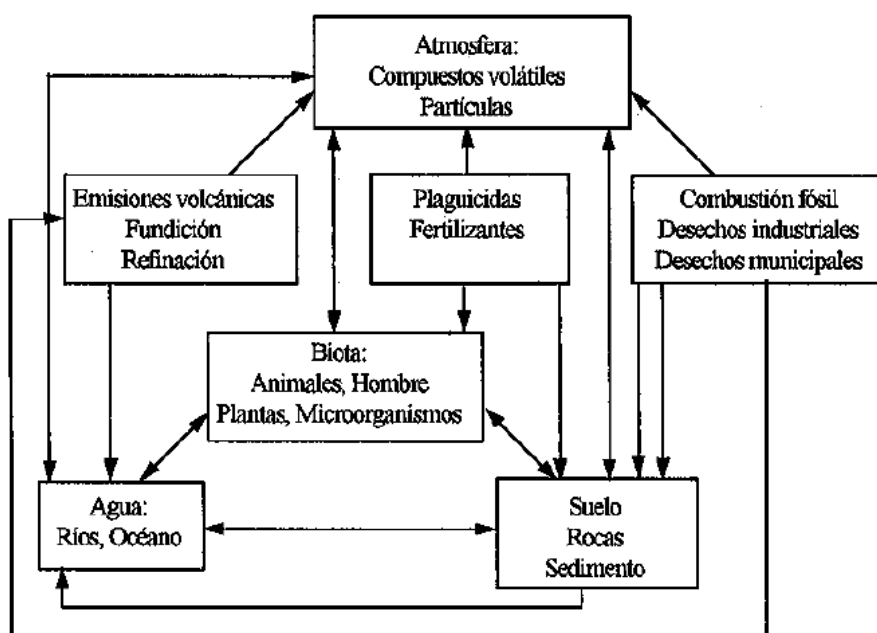 Atmosfera:
Compuestos volátiles
Partículas
Emisiones volcánicas
Fundición
Refinación
Plaguicidas
Fertilizantes
Combustión fósil
Desechos industriales
Desechos municipales
Biota:
Animales, Hombre
Plantas, Microorganismos
Agua:
Ríos, Océano
Suelo
Rocas
Sedimento